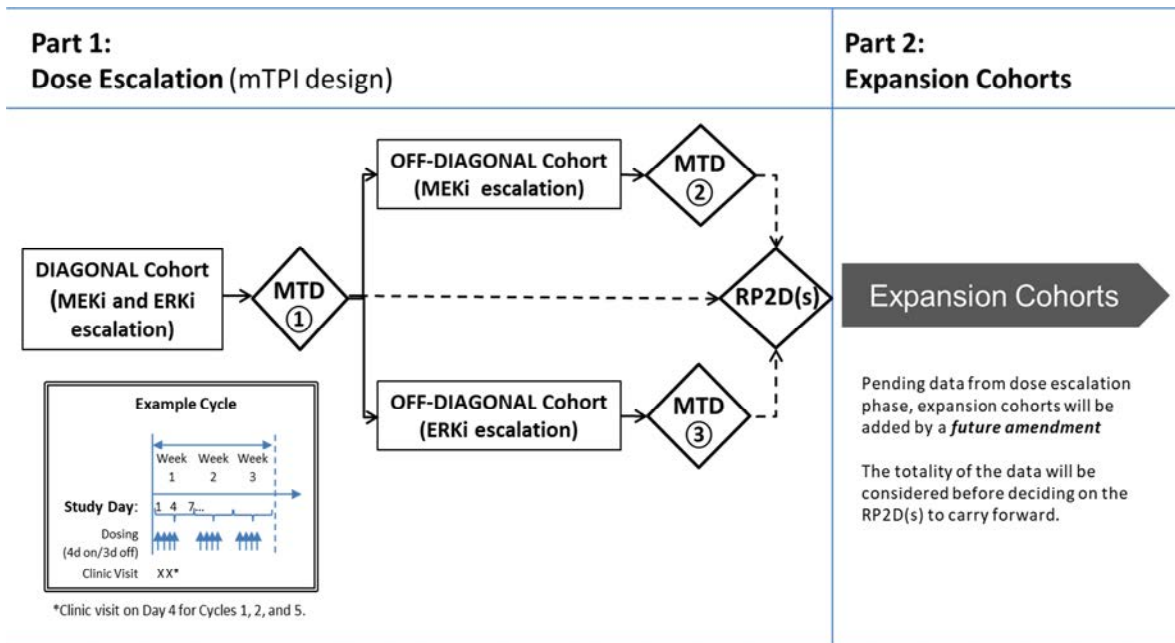 Part 1:
Dose Escalation (mTPI design)
Part 2:
Expansion Cohorts
DIAGONAL Cohort
(MEKi and ERKi
escalation)
MTD
①
OFF-DIAGONAL Cohort
(MEKi escalation)
MTD
②
OFF-DIAGONAL Cohort
(ERKi escalation)
MTD
③
RP2D(s)
Expansion Cohorts
Pending data from dose escalation
phase, expansion cohorts will be
added by a future amendment
The totality of the data will be
considered before deciding on the
RP2D(s) to carry forward.
Example Cycle
Week Week Week
1 2 3
Study Day: 1 4 7...
Dosing
(4d on/3d off)
Clinic Visit X X*
*Clinic visit on Day 4 for Cycles 1, 2, and 5.